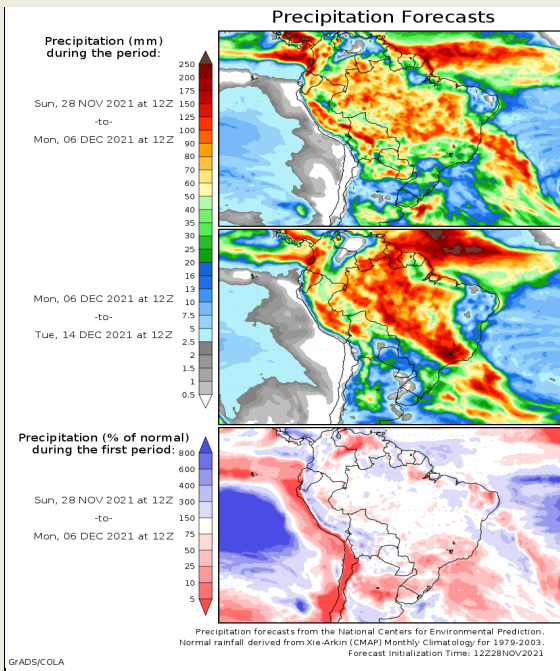 Precipitation Forecasts
Precipitation (mm)
during the period:
Sun, 28 NOV 2021 at 12Z
-to-
Mon, 06 DEC 2021 at 12Z
250
200
175
150
125
100
90
80
70
60
50
40
35
30
25
20
16
13
10
7.5
5
2.5
2
1.5
1
0.5
Mon, 06 DEC 2021 at 12Z
-to-
Tue, 14 DEC 2021 at 12Z
Precipitation (% of normal)
during the first period:
Sun, 28 NOV 2021 at 12Z
-to-
Mon, 06 DEC 2021 at 12Z
800
600
400
300
150
75
50
25
10
5
Precipitation forecasts from the National Centers for Environmental Prediction.
Normal rainfall derived from Xie-Arkin (CMAP) Monthly Climatology for 1979-2003.
Forecast Initialization Time: 12Z28NOV2021
GrADS/COLA